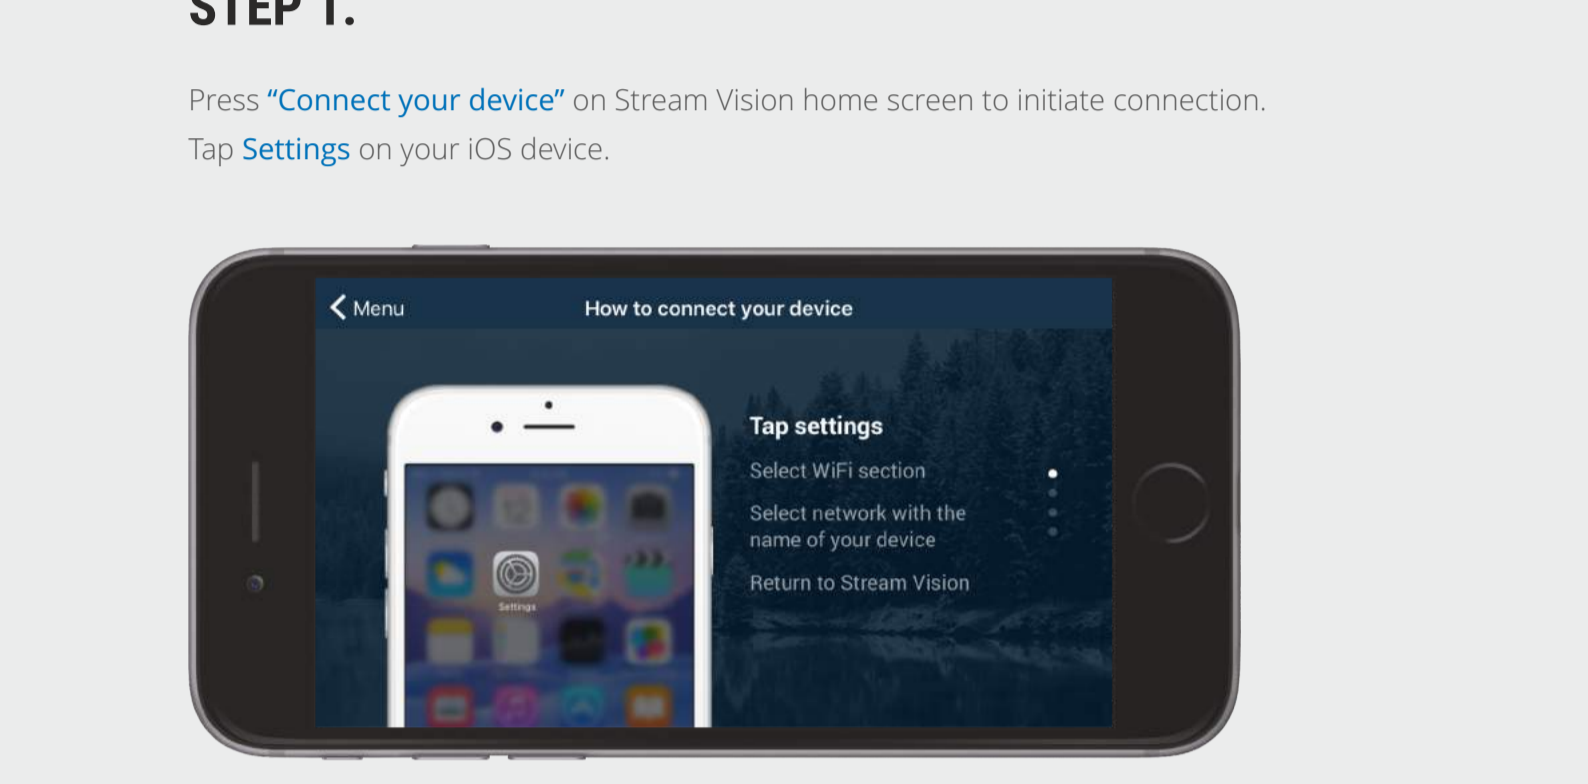 STEP 1.
Press “Connect your device” on Stream Vision home screen to initiate connection.
Tap Settings on your iOS device.
Menu
How to connect your device
Tap settings
Select WiFi section
Select network with the
name of your device
Return to Stream Vision
Settings